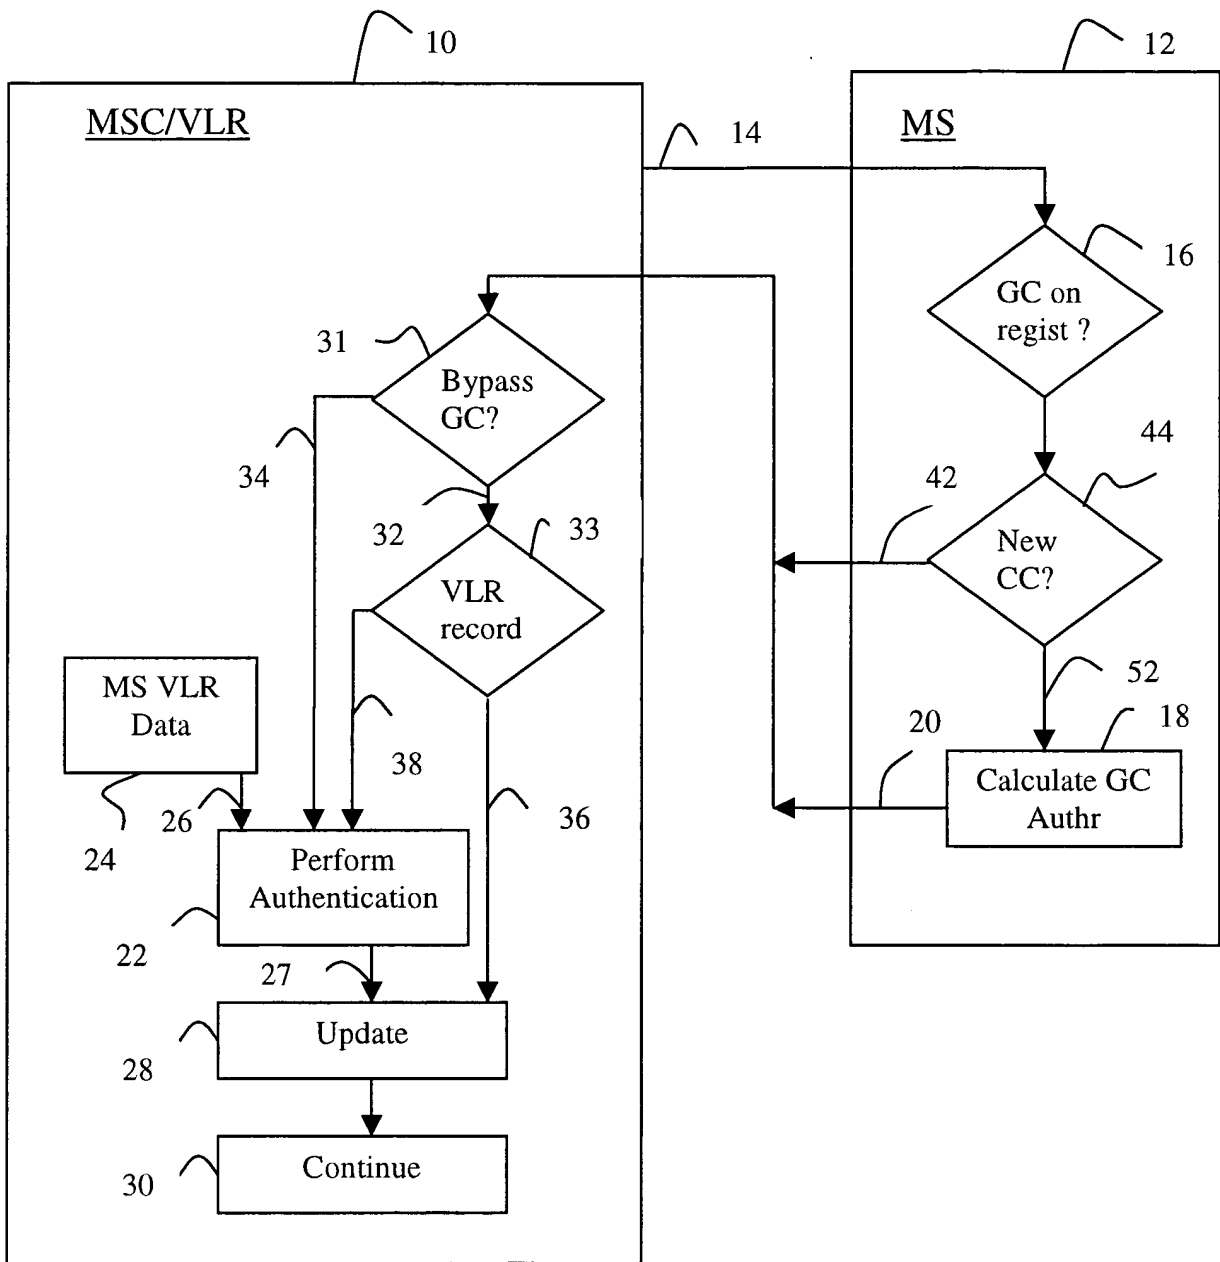 10
12
MSC/VLR
MS
14
16
GC on
regist ?
31
Bypass
GC?
34
32
33
42
44
New
CC?
VLR
record
MS VLR
Data
52
20
18
38
26
36
24
Calculate GC
Authr
Perform
Authentication
22
27
Update
28
Continue
30